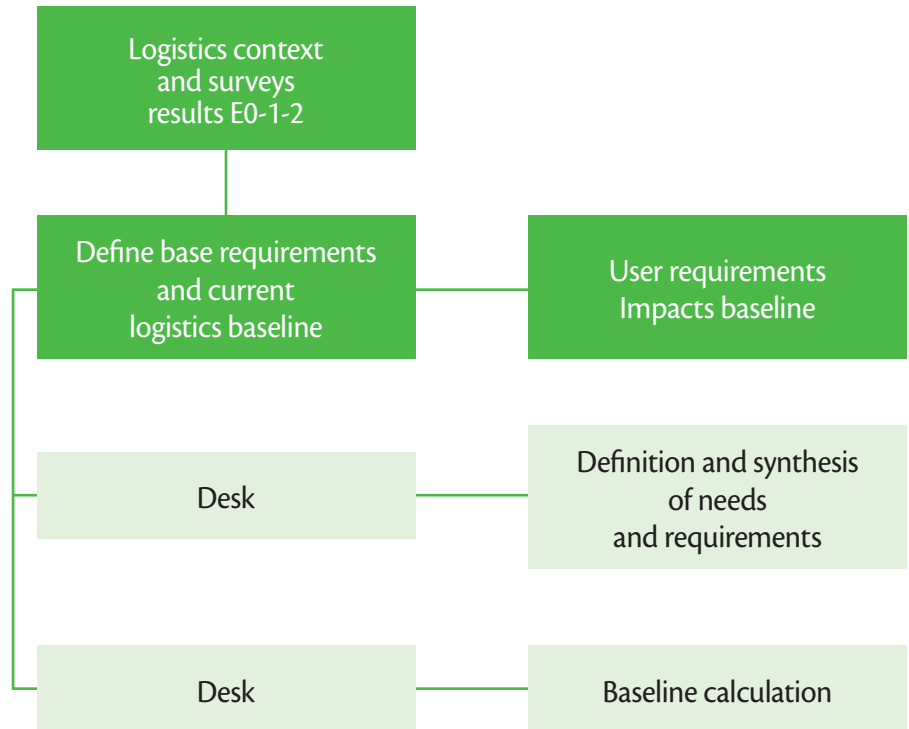 Logistics context
and surveys
results E0-1-2
Define base requirements
and current
logistics baseline
User requirements
Impacts baseline
Desk
Definition and synthesis
of needs
and requirements
Desk
Baseline calculation